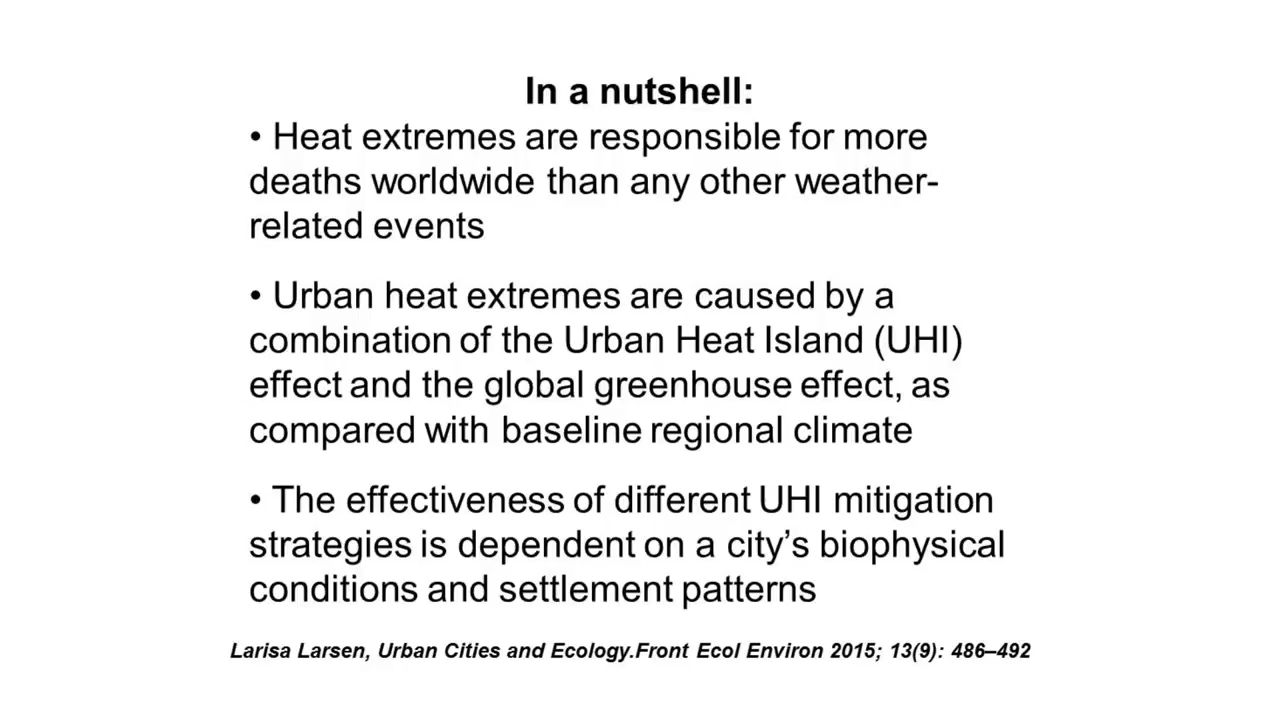 In a nutshell:
• Heat extremes are responsible for more
deaths worldwide than any other weather-
related events
• Urban heat extremes are caused by a
combination of the Urban Heat Island (UHI)
effect and the global greenhouse effect, as
compared with baseline regional climate
• The effectiveness of different UHI mitigation
strategies is dependent on a city’s biophysical
conditions and settlement patterns
Larisa Larsen, Urban Cities and Ecology.Front Ecol Environ 2015; 13(9): 486–492